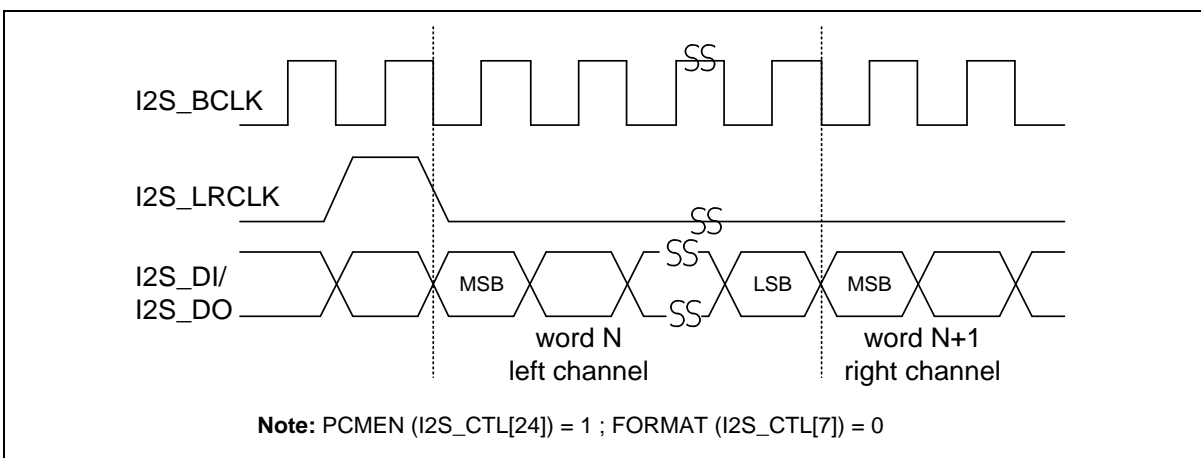 I2S_BCLK
I2S_LRCLK
I2S_DI/
I2S_DO
MSB
LSB
MSB
word N
left channel
word N+1
right channel
Note: PCMEN (I2S_CTL[24]) = 1 ; FORMAT (I2S_CTL[7]) = 0